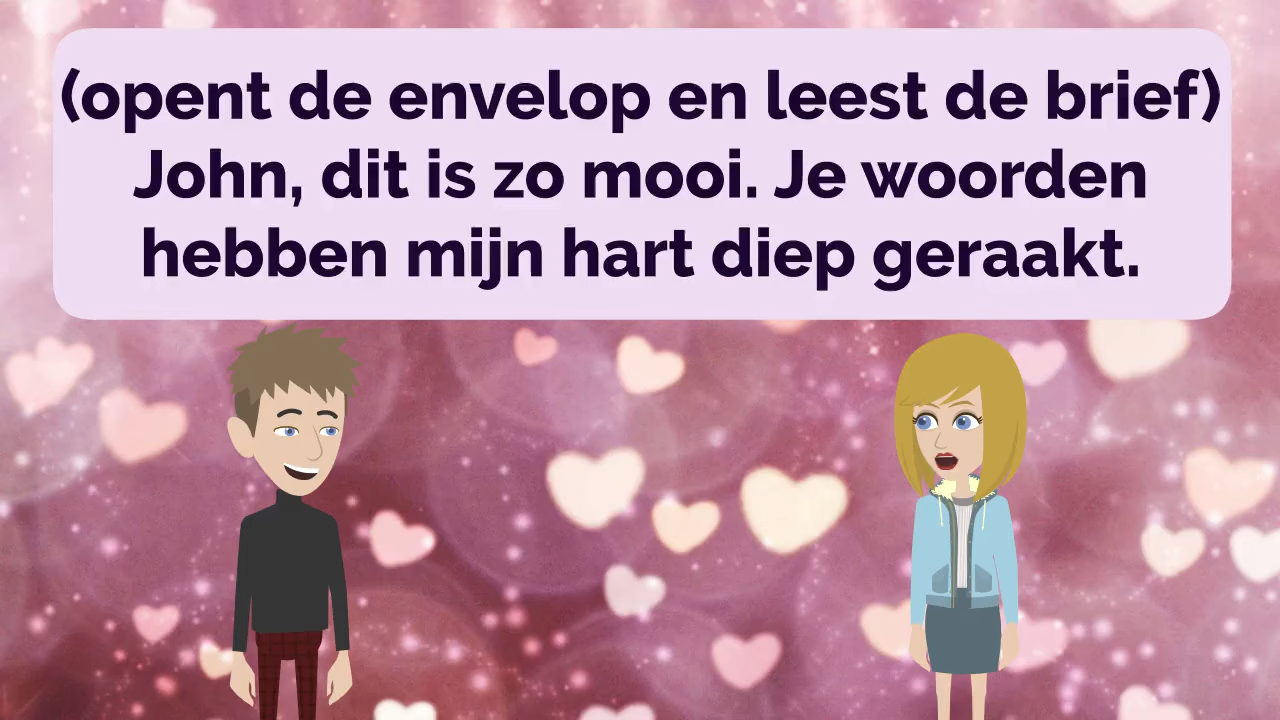 (opent de envelop en leest de brief)
John, dit is zo mooi. Je woorden
hebben mijn hart diep geraakt.